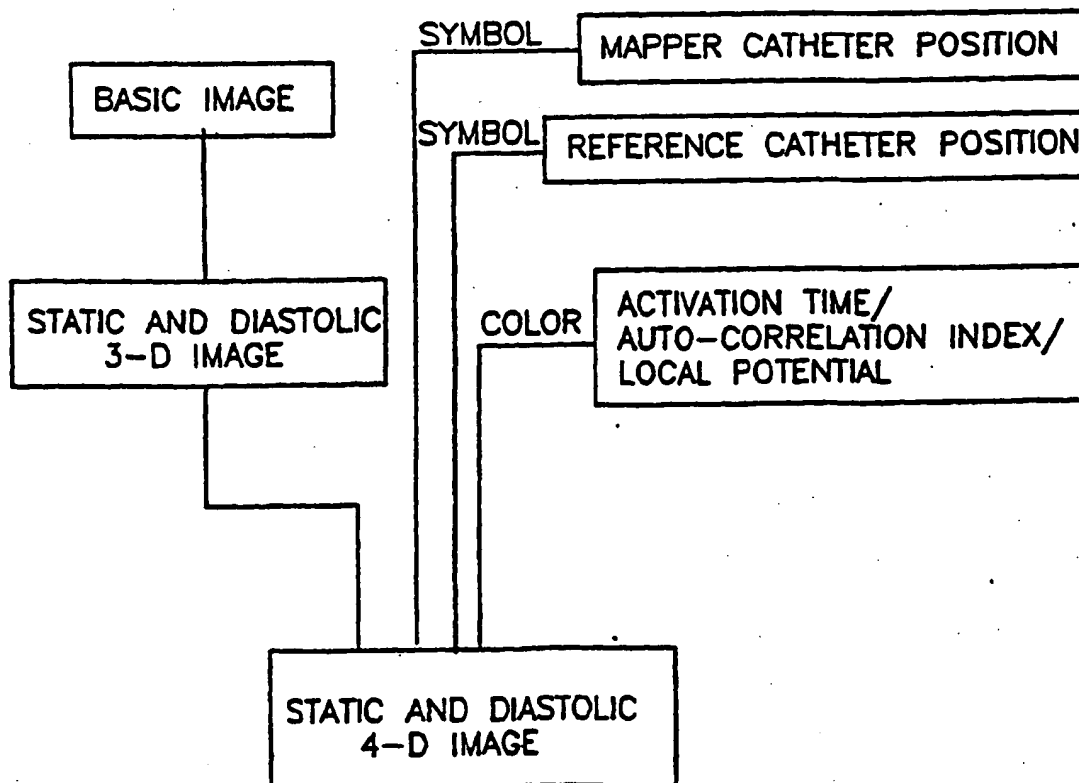 SYMBOL
MAPPER CATHETER POSITION
BASIC IMAGE
SYMBOL
REFERENCE CATHETER POSITION
STATIC AND DIASTOLIC
3-D IMAGE
COLOR
ACTIVATION TIME/
AUTO-CORRELATION INDEX/
LOCAL POTENTIAL
STATIC AND DIASTOLIC
4-D IMAGE